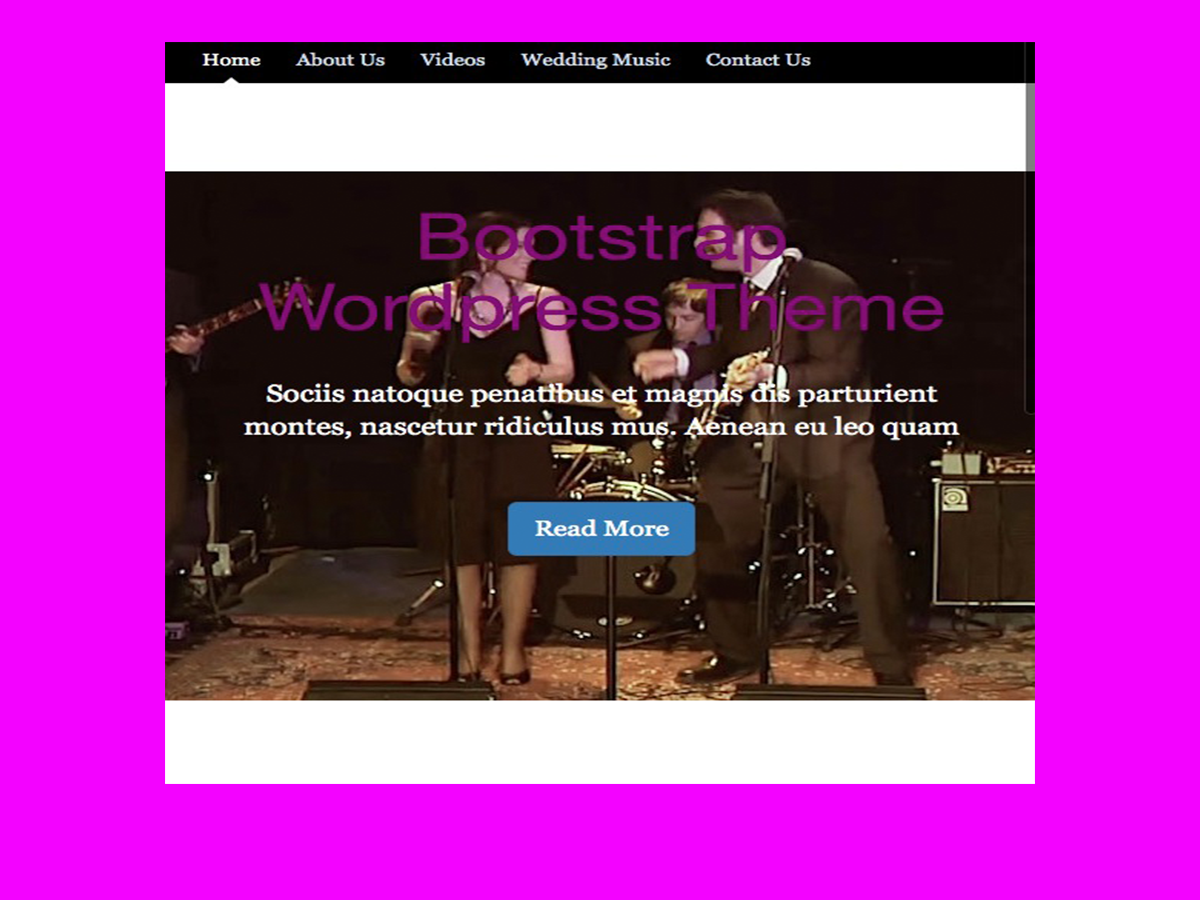 Home About Us Videos Wedding Music Contact Us
Bootstrap
Wordpress Theme
Sociis natoque penatibus et magnis dis parturient
montes, nascetur ridiculus mus. Aenean eu leo quam
Read More